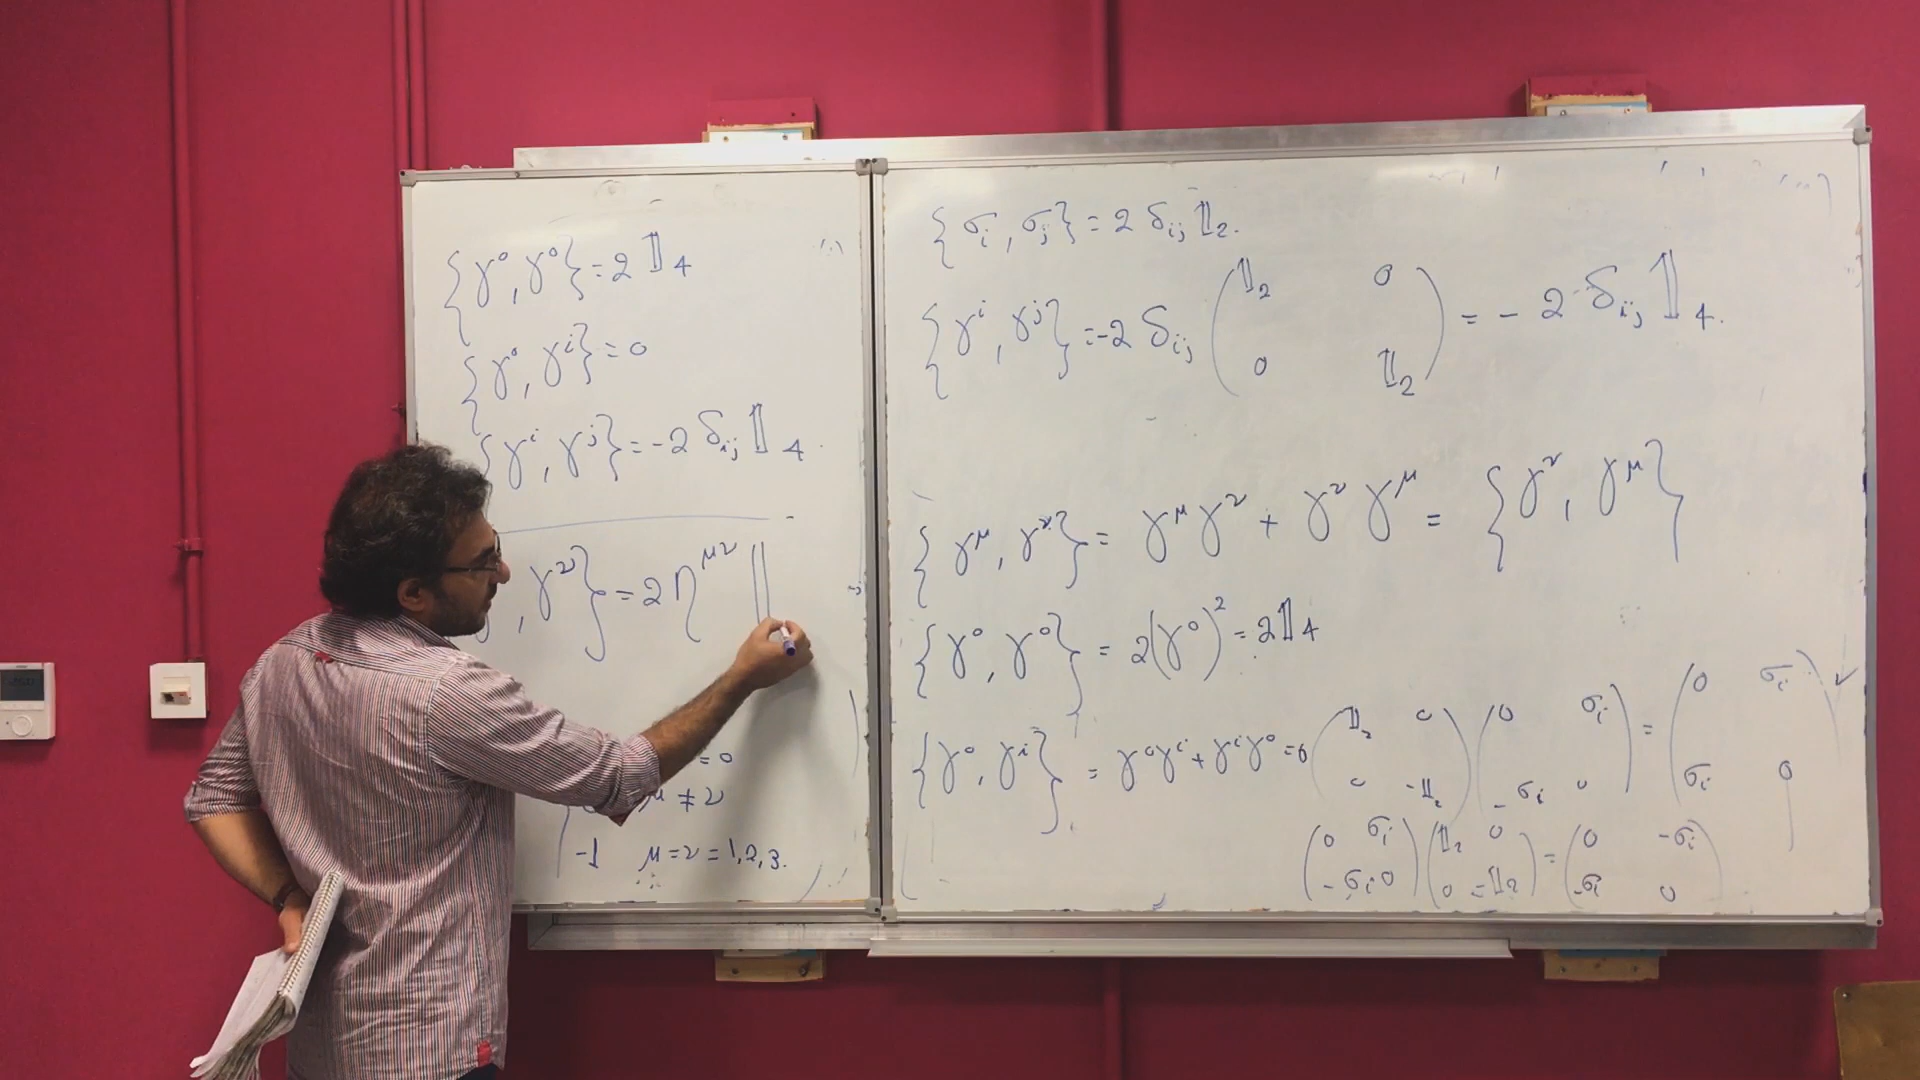 {γ⁰, γ⁰} = 2 𝟙₄
{γ⁰, γⁱ} = 0
{γⁱ, γʲ} = -2 δᵢⱼ 𝟙₄.
, γ^ν} = 2 η^{μν} 𝟙
= 0
μ ≠ ν
-1 μ = ν = 1, 2, 3.
{σᵢ, σⱼ} = 2 δᵢⱼ 𝟙₂.
{γⁱ, γʲ} = -2 δᵢⱼ (𝟙₂ 0 ; 0 𝟙₂) = - 2 δᵢⱼ 𝟙₄.
{γ^μ, γ^ν} = γ^μ γ^ν + γ^ν γ^μ = {γ^ν, γ^μ}
{γ⁰, γ⁰} = 2(γ⁰)² = 2𝟙₄
{γ⁰, γⁱ} = γ⁰γⁱ + γⁱγ⁰ = 0
(𝟙₂ 0 ; 0 -𝟙₂) (0 σᵢ ; -σᵢ 0) = (0 σᵢ ; σᵢ 0)
(0 σᵢ ; -σᵢ 0) (𝟙₂ 0 ; 0 -𝟙₂) = (0 -σᵢ ; -σᵢ 0)